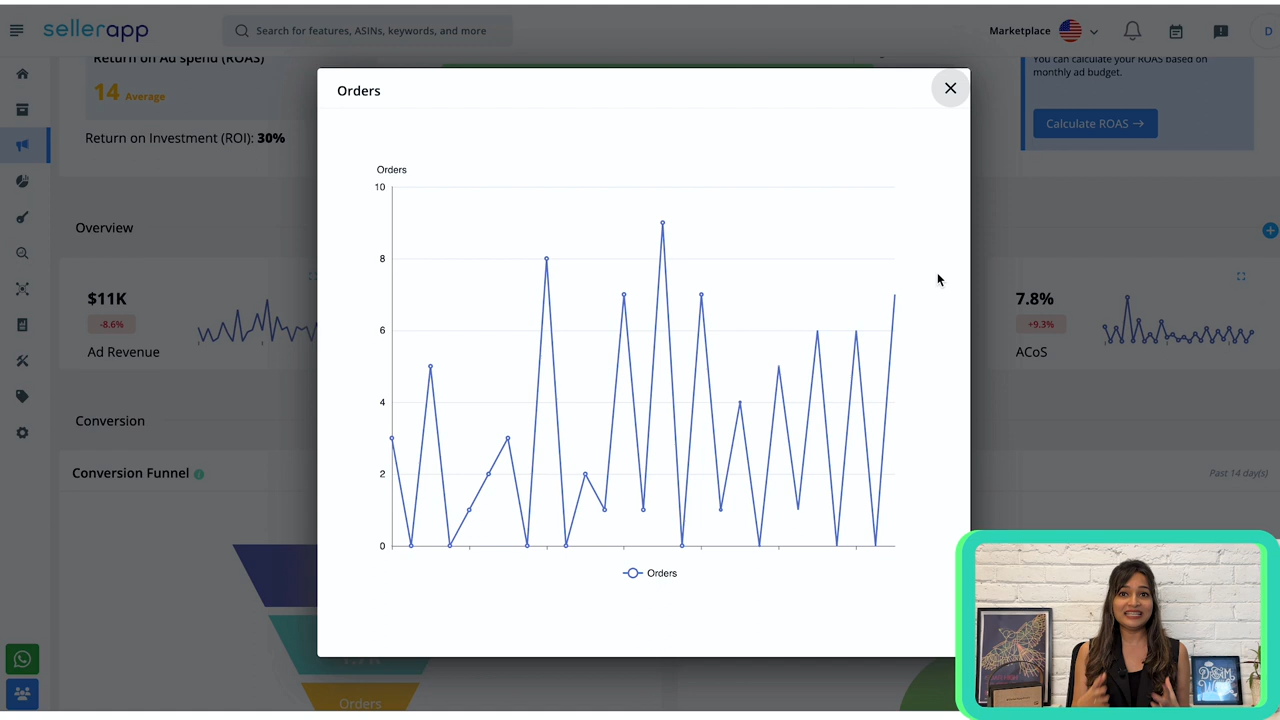 sellerapp
Search for features, ASINs, keywords, and more
Marketplace
D
Return on Ad spend (ROAS)
14 Average
Return on Investment (ROI): 30%
You can calculate your ROAS based on
monthly ad budget.
Calculate ROAS →
Orders
Orders
10
8
6
4
2
0
Orders
Overview
$11K
-8.6%
Ad Revenue
7.8%
+9.3%
ACoS
Conversion
Conversion Funnel
Past 14 day(s)
Orders